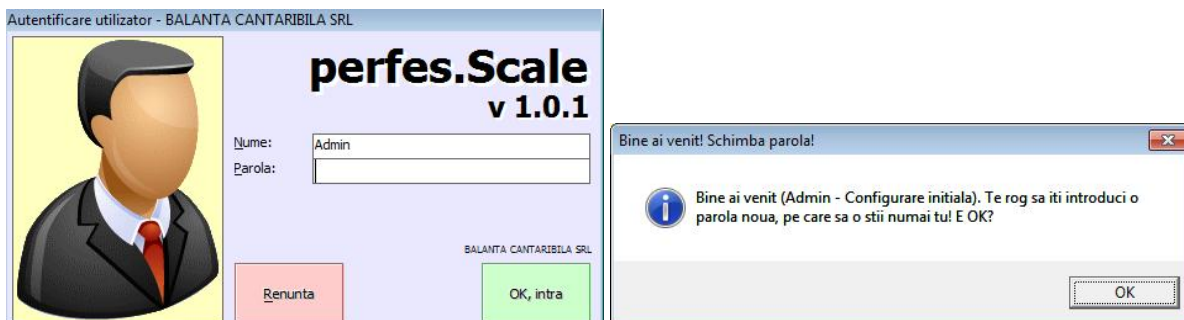 Autentificare utilizator - BALANTA CANTARIBILA SRL
perfes.Scale
v 1.0.1
Nume: Admin
Parola:
BALANTA CANTARIBILA SRL
Renunta
OK, intra
Bine ai venit! Schimba parola!
Bine ai venit (Admin - Configurare initiala). Te rog sa iti introduci o
parola noua, pe care sa o stii numai tu! E OK?
OK